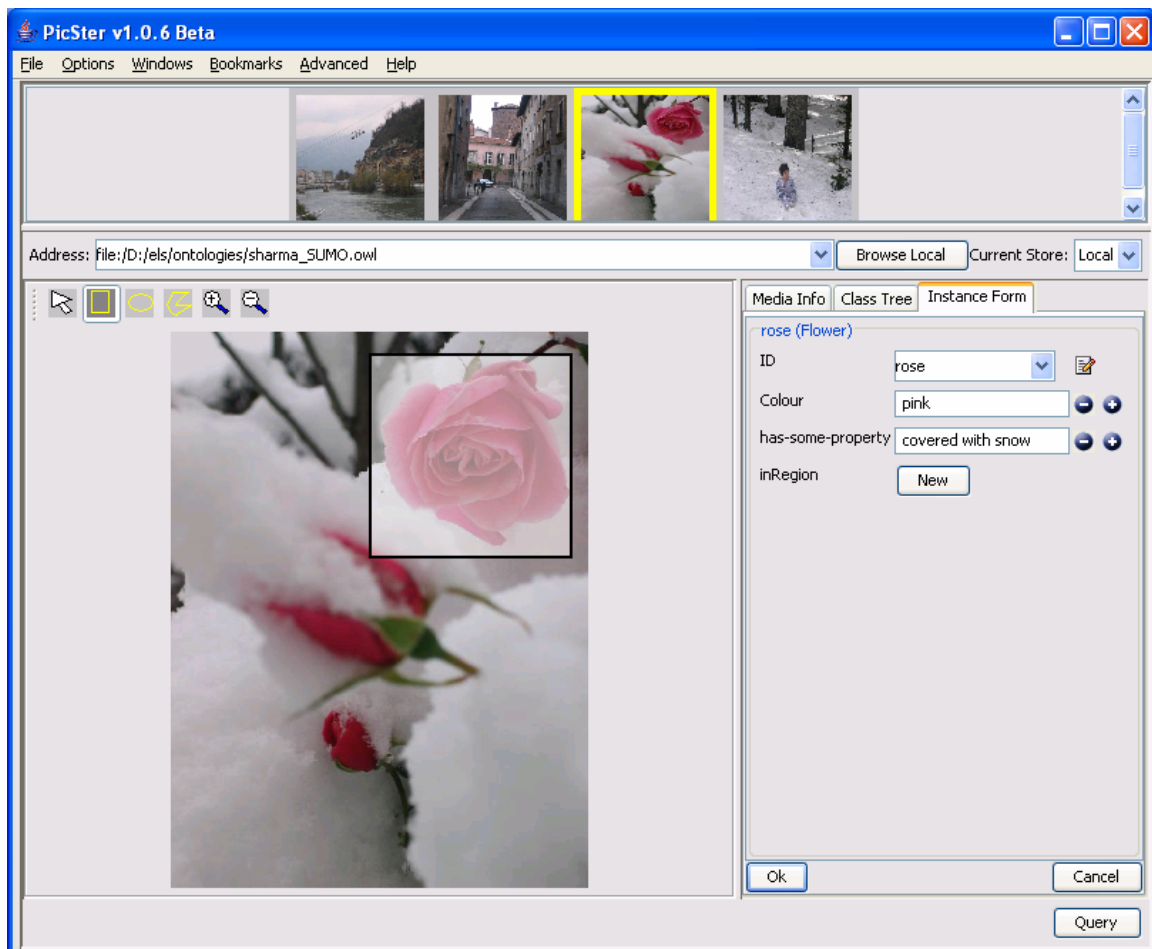 PicSter v1.0.6 Beta
File Options Windows Bookmarks Advanced Help
Address: file:/D:/els/ontologies/sharma_SUMO.owl Browse Local Current Store: Local
Media Info Class Tree Instance Form
rose (Flower)
ID rose
Colour pink
has-some-property covered with snow
inRegion New
Ok Cancel
Query